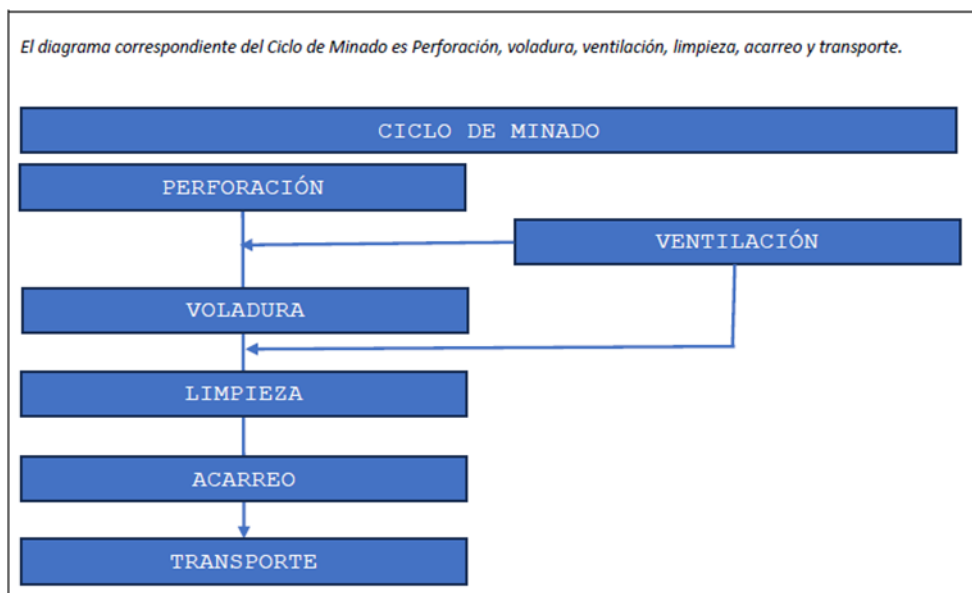 El diagrama correspondiente del Ciclo de Minado es Perforación, voladura, ventilación, limpieza, acarreo y transporte.
CICLO DE MINADO
PERFORACIÓN
VENTILACIÓN
VOLADURA
LIMPIEZA
ACARREO
TRANSPORTE